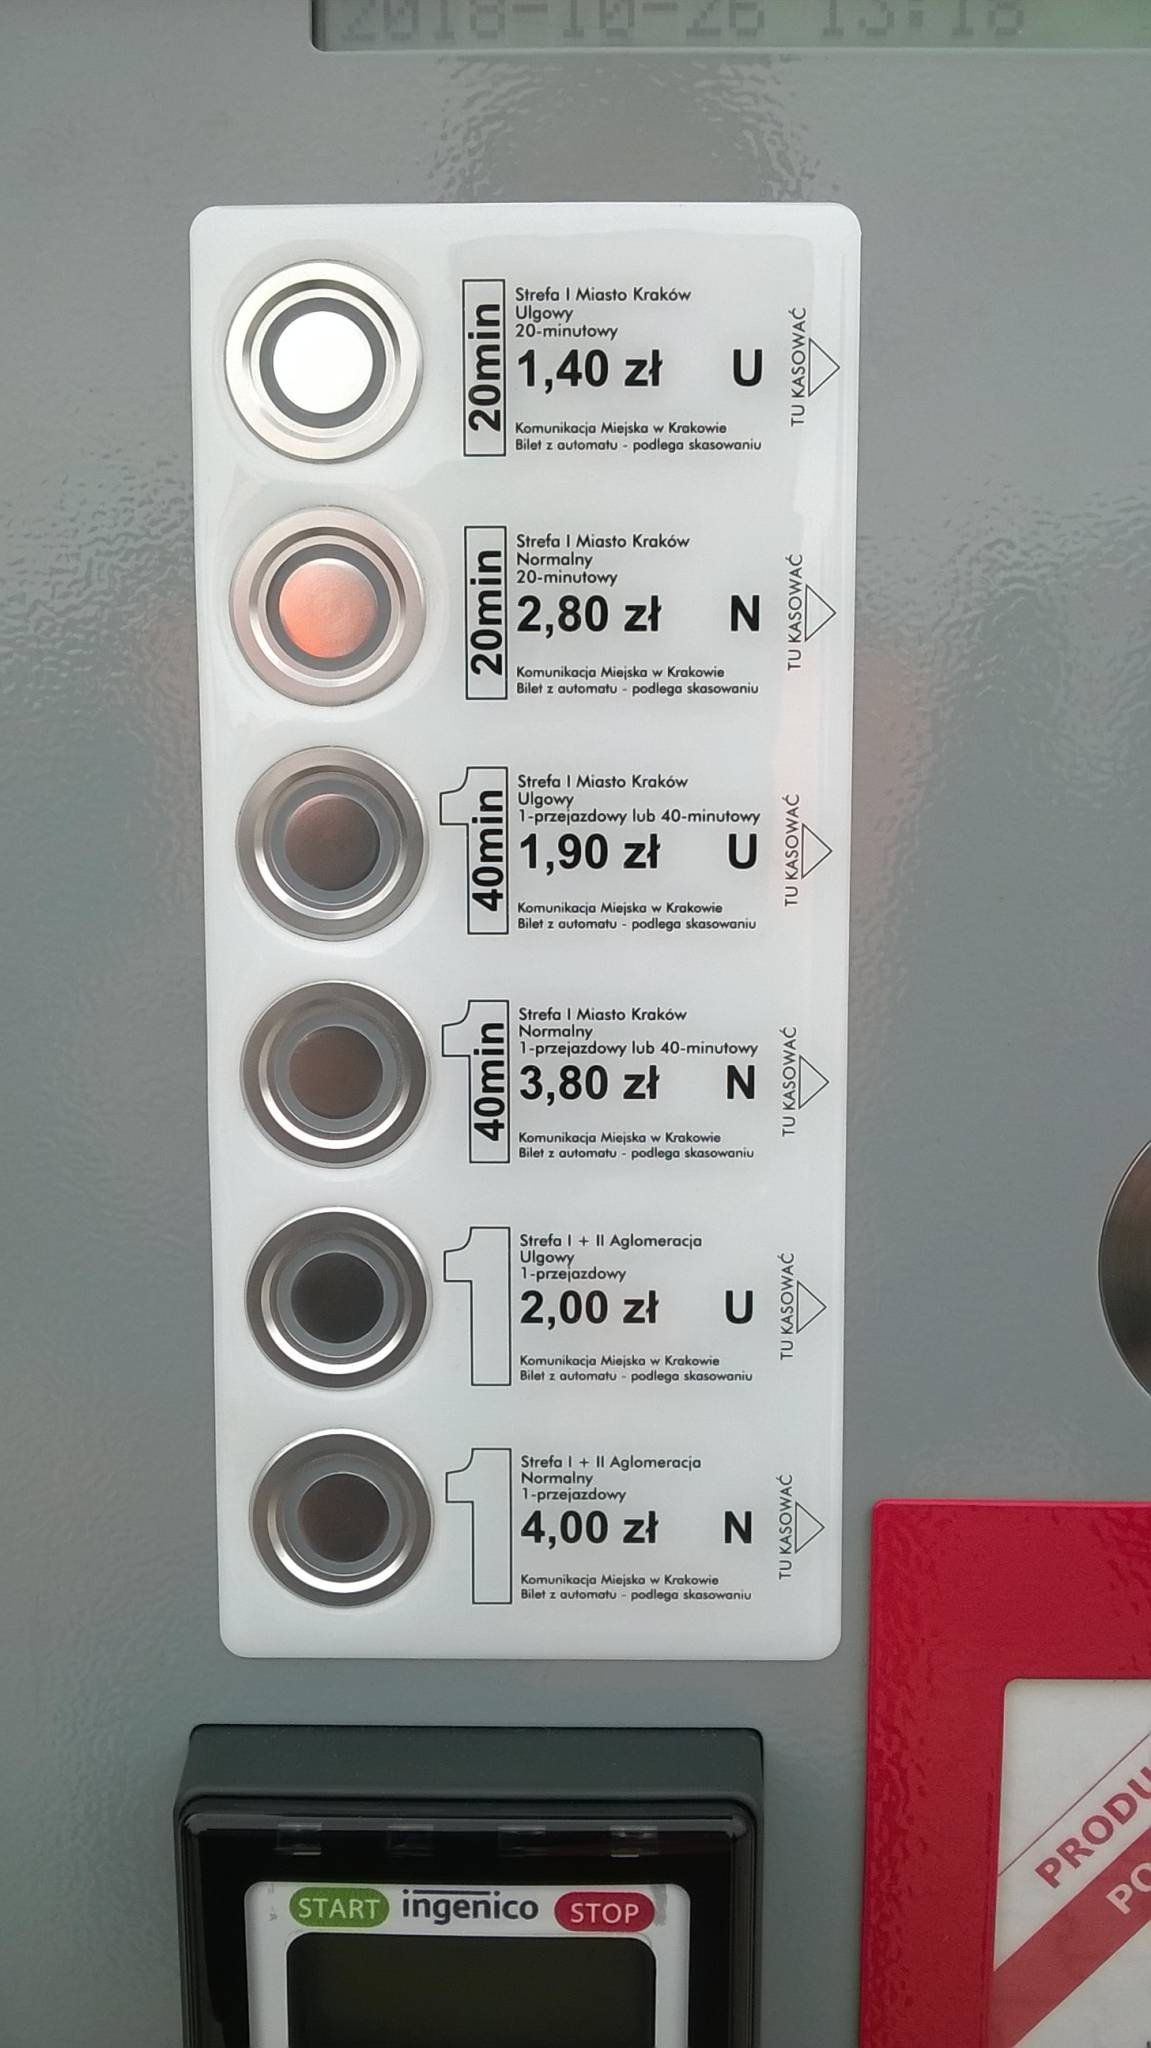 2018-10-26 13:18
20min
Strefa I Miasto Kraków
Ulgowy
20-minutowy
1,40 zł U
Komunikacja Miejska w Krakowie
Bilet z automatu - podlega skasowaniu
TU KASOWAĆ
20min
Strefa I Miasto Kraków
Normalny
20-minutowy
2,80 zł N
Komunikacja Miejska w Krakowie
Bilet z automatu - podlega skasowaniu
TU KASOWAĆ
1
40min
Strefa I Miasto Kraków
Ulgowy
1-przejazdowy lub 40-minutowy
1,90 zł U
Komunikacja Miejska w Krakowie
Bilet z automatu - podlega skasowaniu
TU KASOWAĆ
1
40min
Strefa I Miasto Kraków
Normalny
1-przejazdowy lub 40-minutowy
3,80 zł N
Komunikacja Miejska w Krakowie
Bilet z automatu - podlega skasowaniu
TU KASOWAĆ
1
Strefa I + II Aglomeracja
Ulgowy
1-przejazdowy
2,00 zł U
Komunikacja Miejska w Krakowie
Bilet z automatu - podlega skasowaniu
TU KASOWAĆ
1
Strefa I + II Aglomeracja
Normalny
1-przejazdowy
4,00 zł N
Komunikacja Miejska w Krakowie
Bilet z automatu - podlega skasowaniu
TU KASOWAĆ
START ingenico STOP